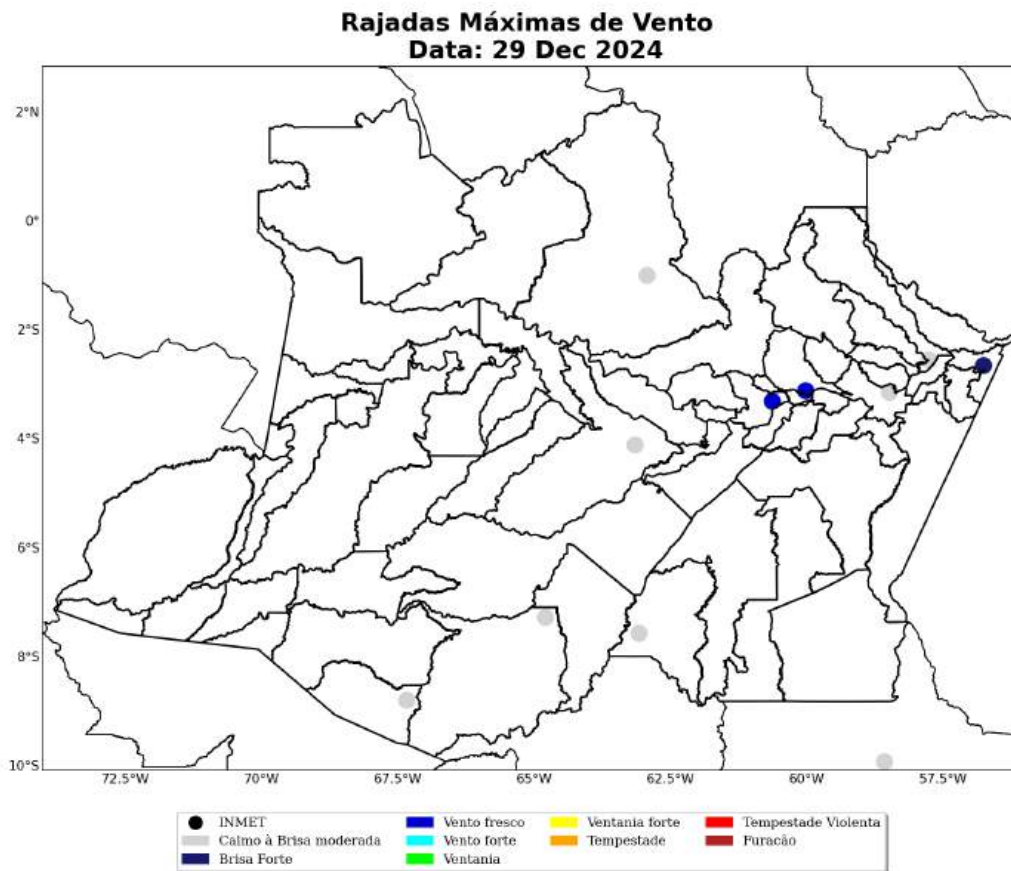 Rajadas Máximas de Vento
Data: 29 Dec 2024
2°N
0°
2°S
4°S
6°S
8°S
10°S
72.5°W 70°W 67.5°W 65°W 62.5°W 60°W 57.5°W
INMET
Calmo à Brisa moderada
Brisa Forte
Vento fresco
Vento forte
Ventania
Ventania forte
Tempestade
Tempestade Violenta
Furacão